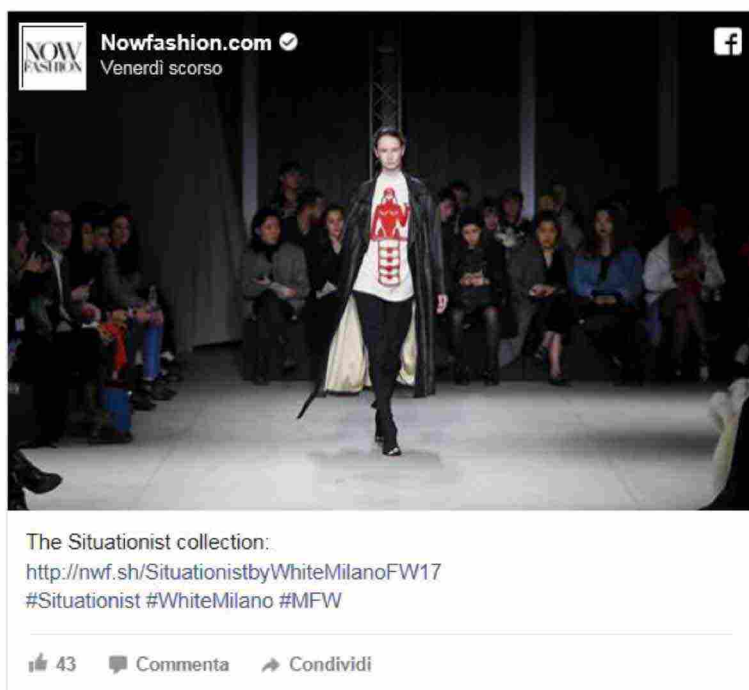 NOW
FASHION
Nowfashion.com
Venerdì scorso
The Situationist collection:
http://nwf.sh/SituationistbyWhiteMilanoFW17
#Situationist #WhiteMilano #MFW
43 Commenta Condividi